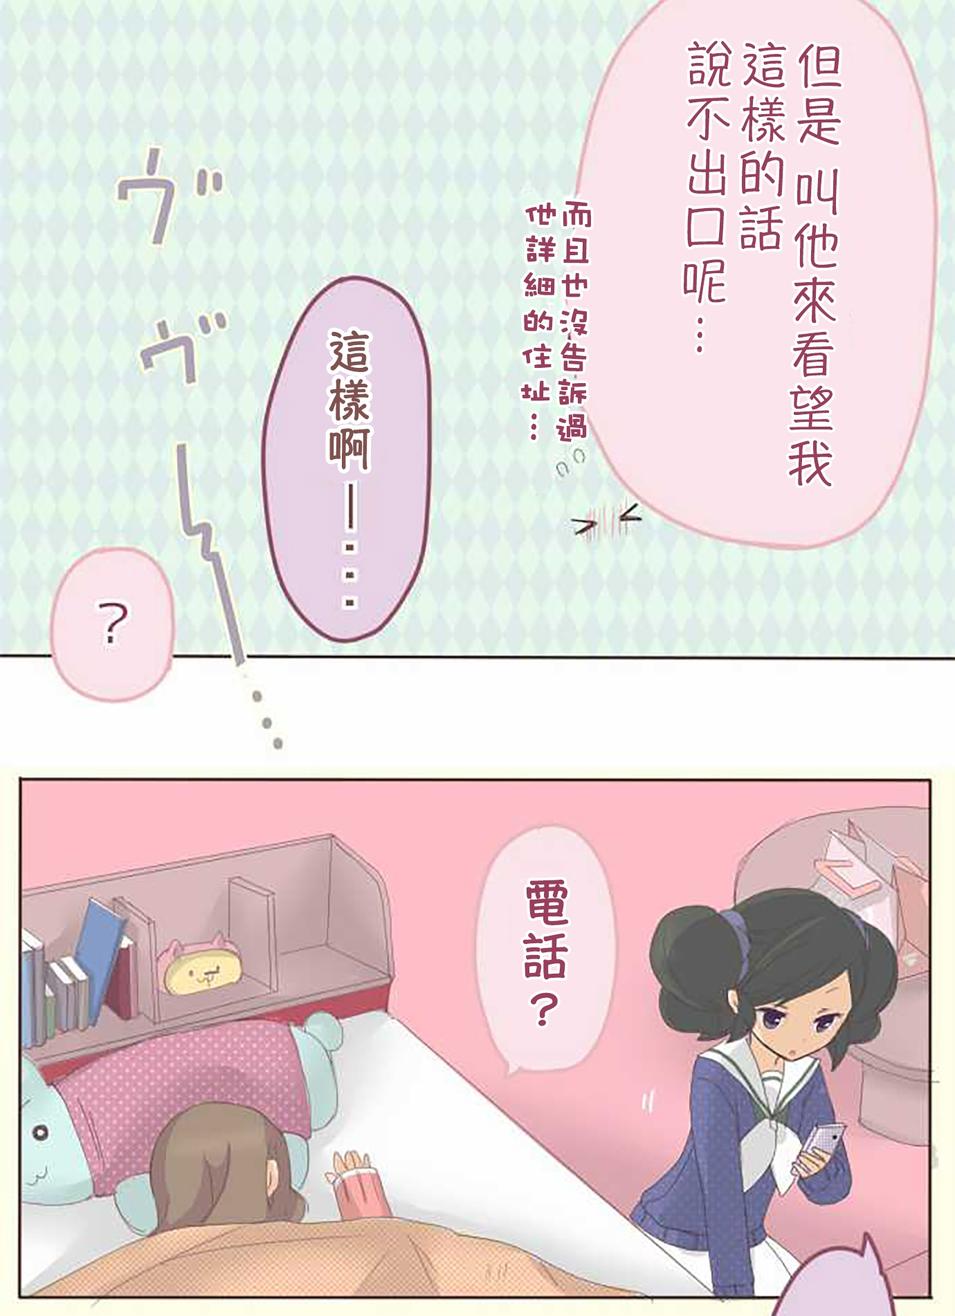 但是 叫他來看望我
這樣的話
說不出口呢…
而且也沒告訴過
他詳細的住址…
這樣啊—……
ヴ
ヴ
？
電話？